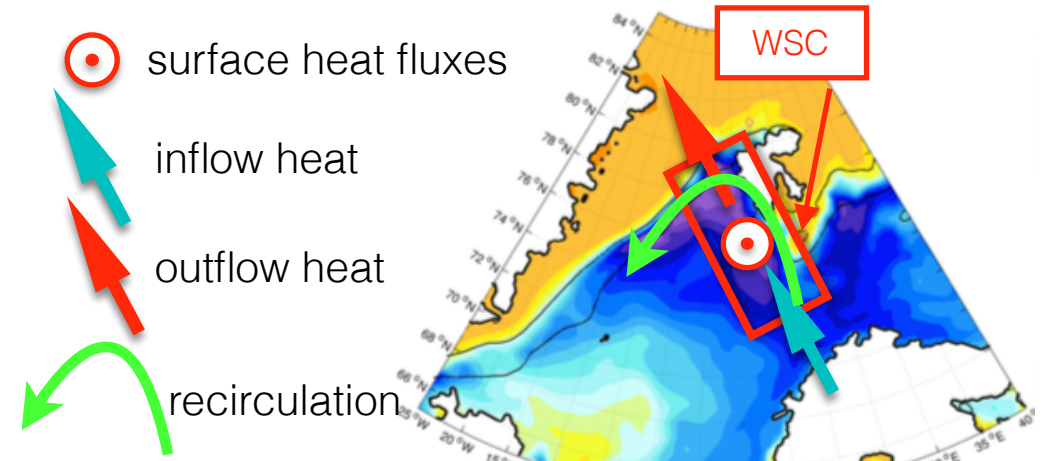 surface heat fluxes
inflow heat
outflow heat
recirculation
WSC
84°N
82°N
80°N
78°N
76°N
74°N
72°N
70°N
68°N
66°N
25°W
20°W
35°E